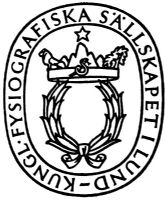 KUNGL. FYSIOGRAFISKA SÄLLSKAPET I LUND –